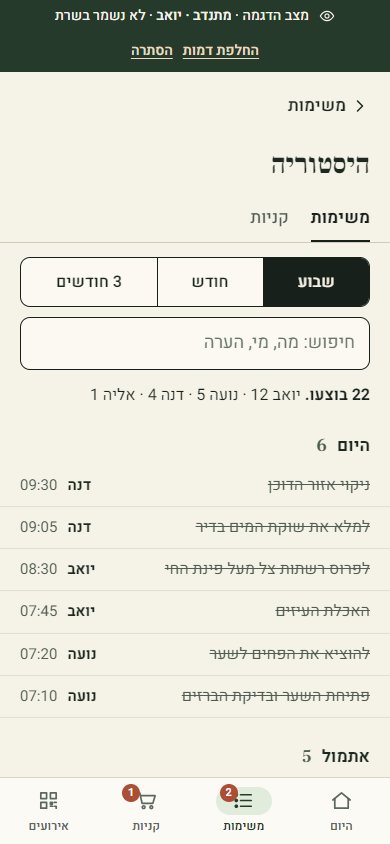 מצב הדגמה · מתנדב · יואב · לא נשמר בשרת
החלפת דמות הסתרה
משימות
היסטוריה
משימות קניות
שבוע חודש 3 חודשים
חיפוש: מה, מי, הערה
22 בוצעו. יואב 12 · נועה 5 · דנה 4 · אליה 1
היום 6
ניקוי אזור הדוכן דנה 09:30
למלא את שוקת המים בדיר דנה 09:05
לפרוס רשתות צל מעל פינת החי יואב 08:30
האכלת העיזים יואב 07:45
להוציא את הפחים לשער נועה 07:20
פתיחת השער ובדיקת הברזים נועה 07:10
אתמול 5
היום 2 משימות 1 קניות אירועים